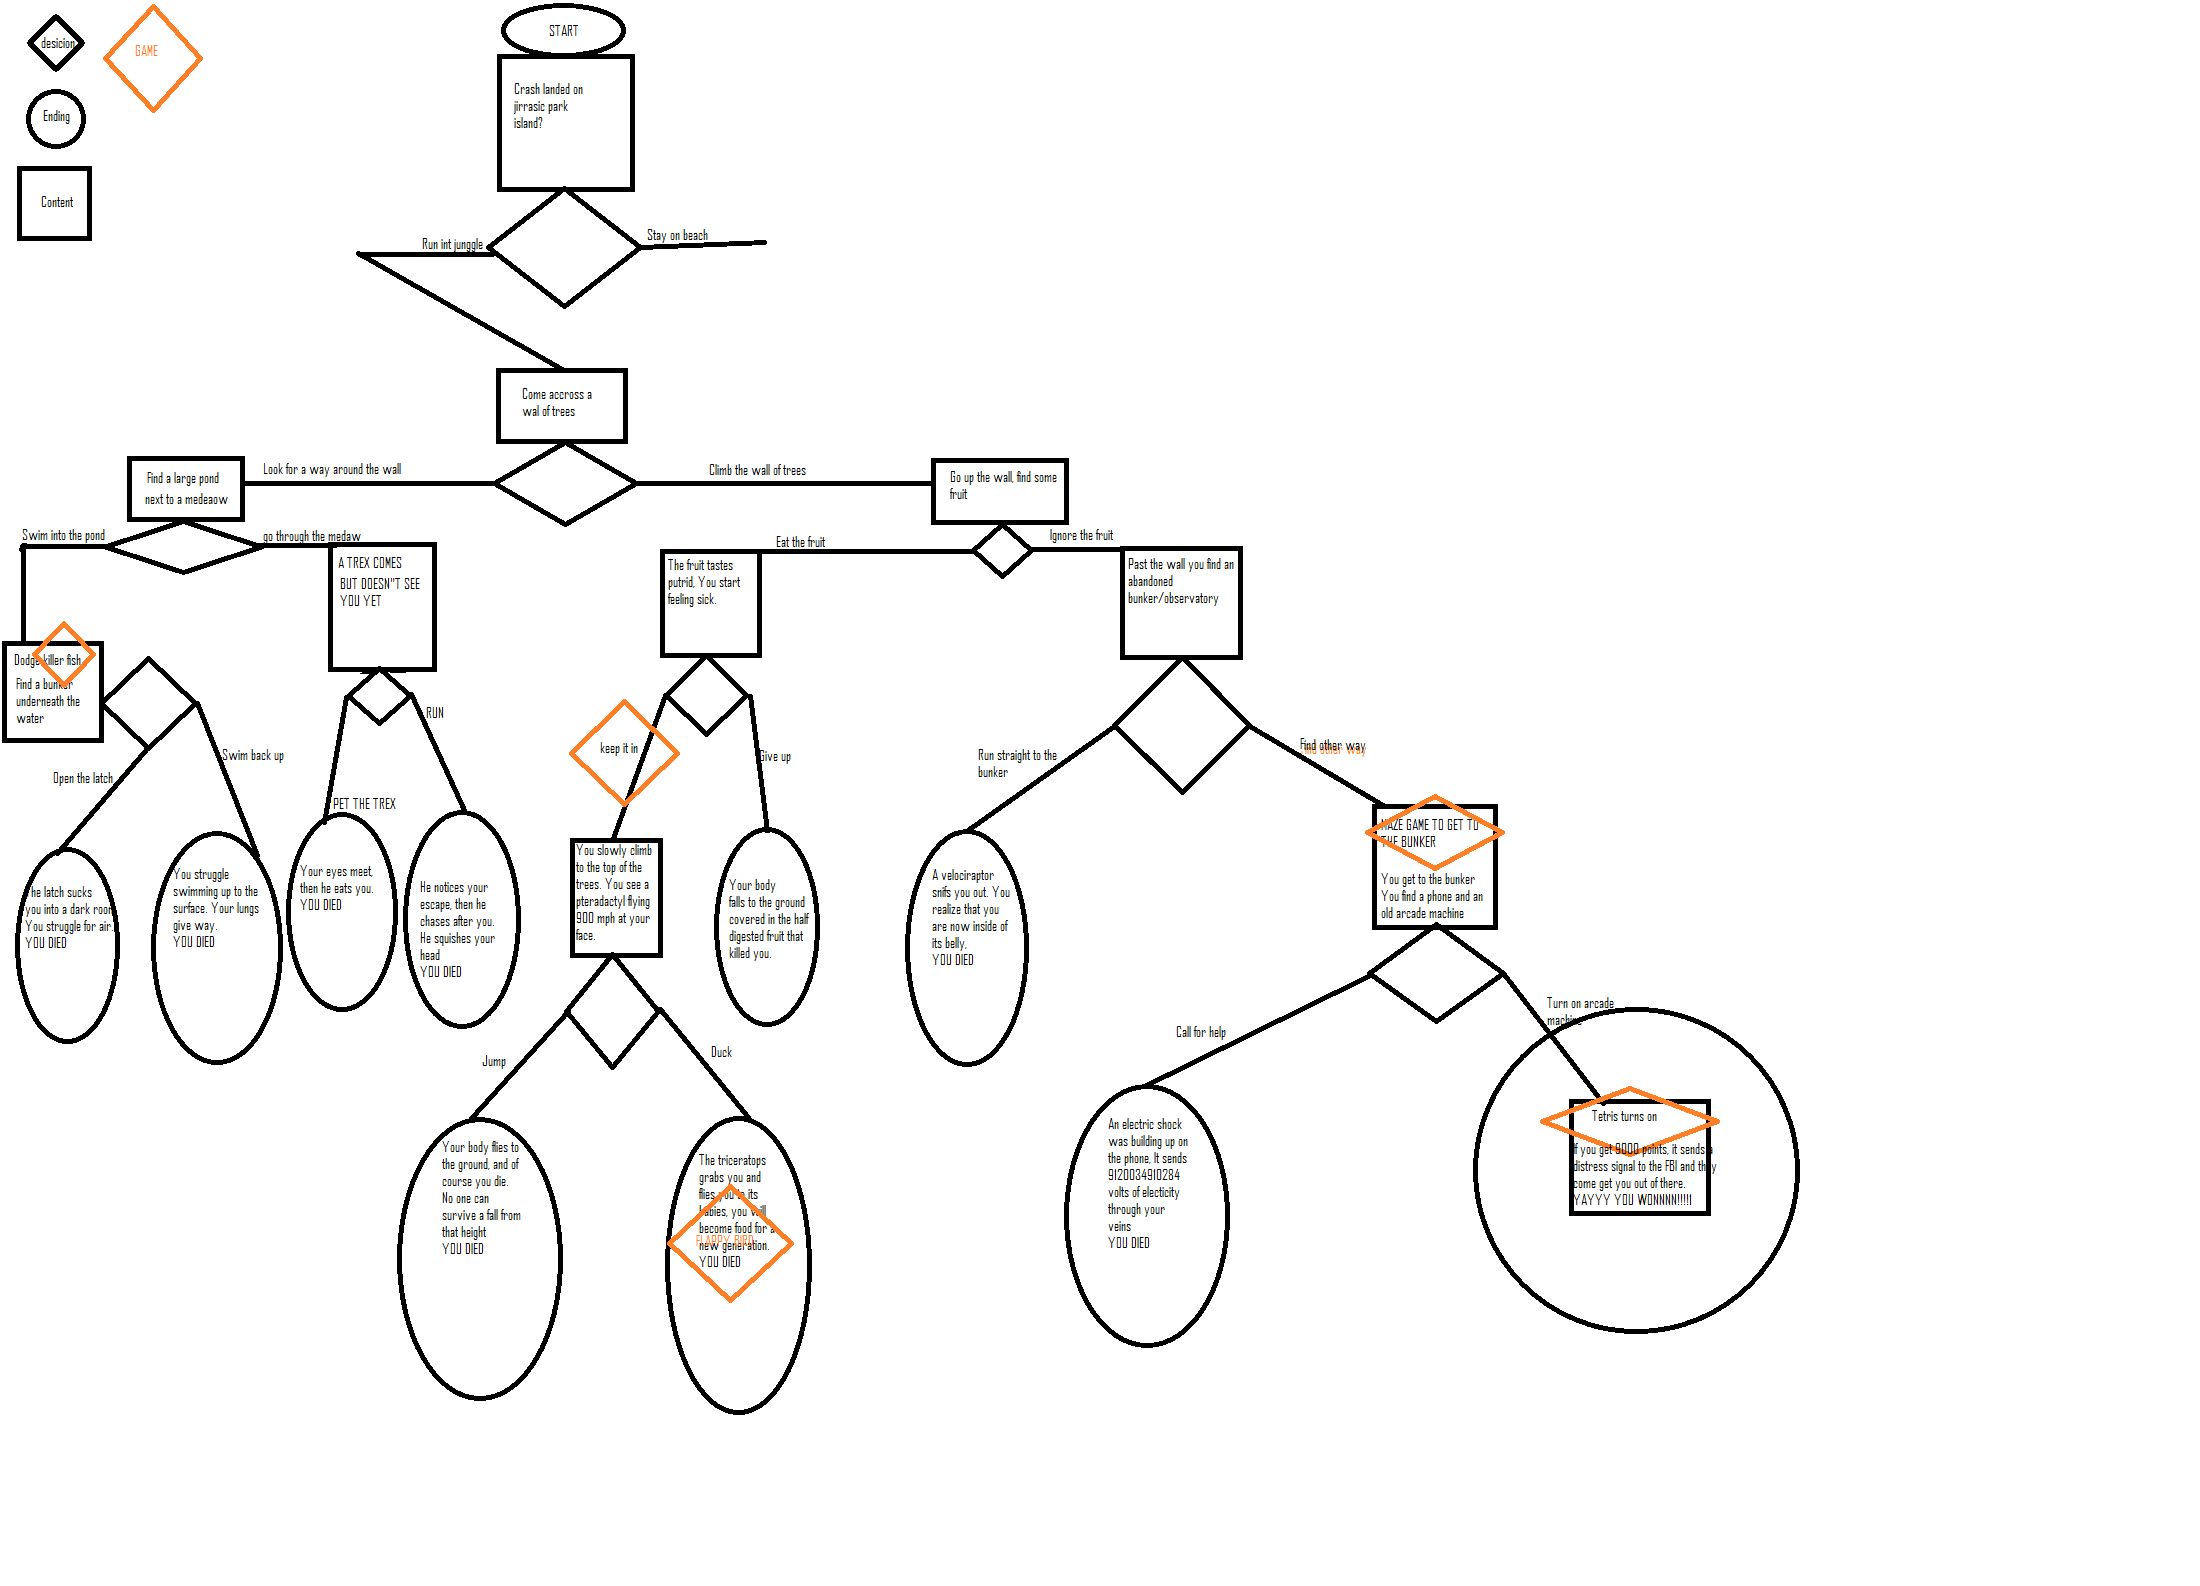 desicion
GAME
Ending
Content
START
Crash landed on
jirrasic park
island?
Run int junggle
Stay on beach
Come accross a
wal of trees
Look for a way around the wall
Climb the wall of trees
Find a large pond
next to a medeaow
Go up the wall, find some
fruit
Swim into the pond
go through the medaw
Eat the fruit
Ignore the fruit
A TREX COMES
BUT DOESN"T SEE
YOU YET
The fruit tastes
putrid, You start
feeling sick.
Past the wall you find an
abandoned
bunker/observatory
Dodge killer fish
Find a bunker
underneath the
water
Open the latch
Swim back up
PET THE TREX
RUN
keep it in
Give up
Run straight to the
bunker
Find other way
find other way
MAZE GAME TO GET TO
THE BUNKER
You get to the bunker
You find a phone and an
old arcade machine
The latch sucks
you into a dark room
You struggle for air.
YOU DIED
You struggle
swimming up to the
surface. Your lungs
give way.
YOU DIED
Your eyes meet,
then he eats you.
YOU DIED
He notices your
escape, then he
chases after you.
He squishes your
head
YOU DIED
You slowly climb
to the top of the
trees. You see a
pteradactyl flying
900 mph at your
face.
Your body
falls to the ground
covered in the half
digested fruit that
killed you.
A velociraptor
snifs you out. You
realize that you
are now inside of
its belly,
YOU DIED
Jump
Duck
Call for help
Turn on arcade
machine
Your body flies to
the ground, and of
course you die.
No one can
survive a fall from
that height
YOU DIED
The triceratops
grabs you and
flies you to its
babies, you will
become food for a
new generation.
YOU DIED
FLAPPY BIRD
An electric shock
was building up on
the phone, It sends
9120034910284
volts of electicity
through your
veins
YOU DIED
Tetris turns on
if you get 9000 points, it sends a
distress signal to the FBI and they
come get you out of there.
YAYYY YOU WONNNN!!!!1